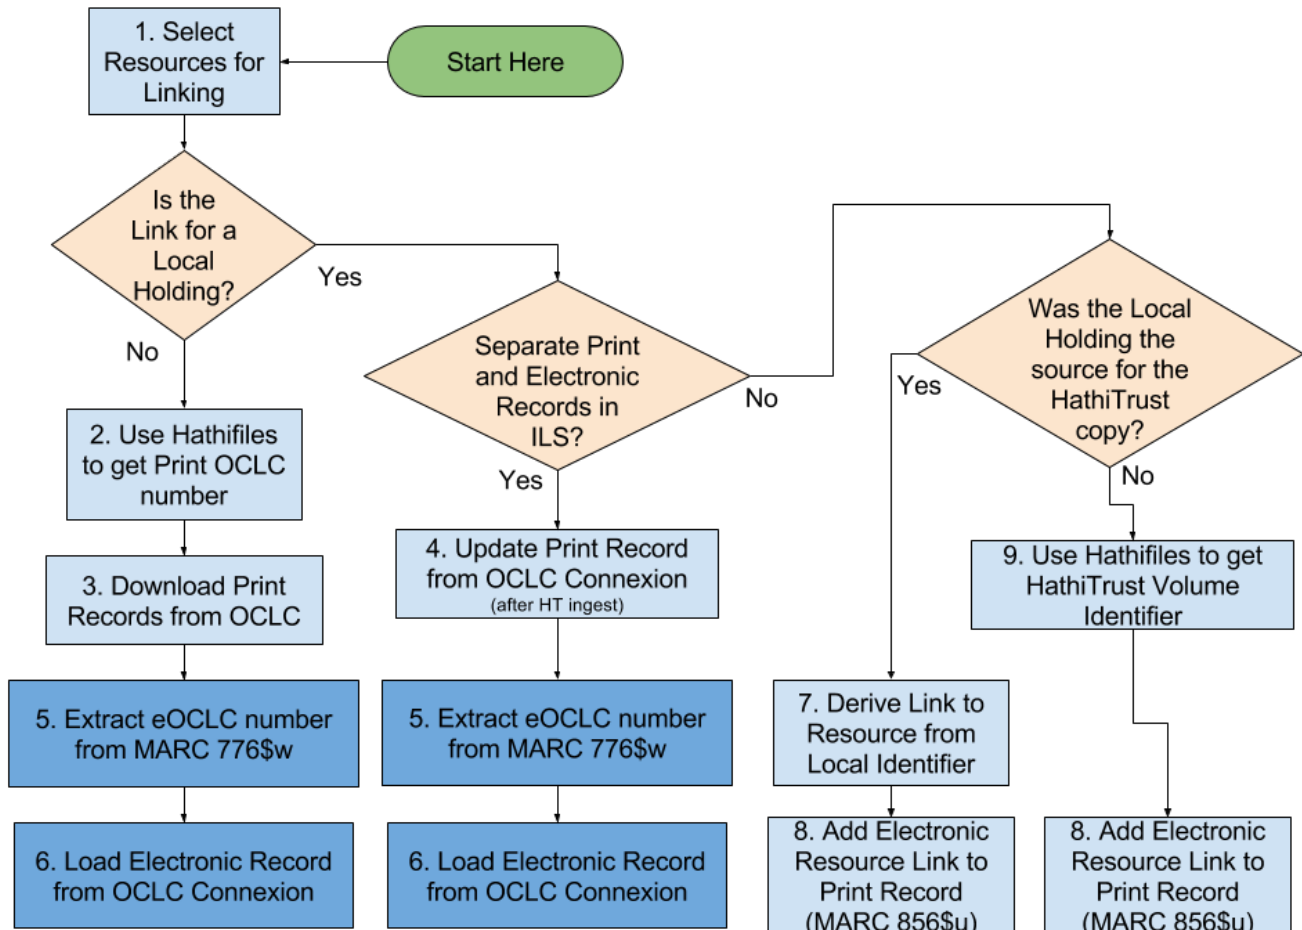 1. Select
Resources for
Linking
Start Here
Is the
Link for a
Local
Holding?
Yes
No
Separate Print
and Electronic
Records in
ILS?
No
Yes
Was the Local
Holding the
source for the
HathiTrust
copy?
Yes
No
2. Use Hathifiles
to get Print OCLC
number
3. Download Print
Records from OCLC
4. Update Print Record
from OCLC Connexion
(after HT ingest)
9. Use Hathifiles to get
HathiTrust Volume
Identifier
5. Extract eOCLC number
from MARC 776$w
5. Extract eOCLC number
from MARC 776$w
7. Derive Link to
Resource from
Local Identifier
6. Load Electronic Record
from OCLC Connexion
6. Load Electronic Record
from OCLC Connexion
8. Add Electronic
Resource Link to
Print Record
(MARC 856$u)
8. Add Electronic
Resource Link to
Print Record
(MARC 856$u)